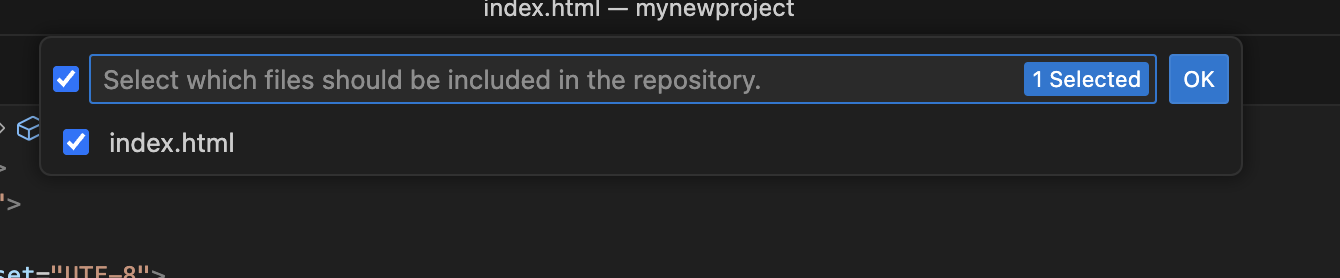 index.html — mynewproject
Select which files should be included in the repository.
1 Selected
OK
index.html
>
">
set="UTF-8">